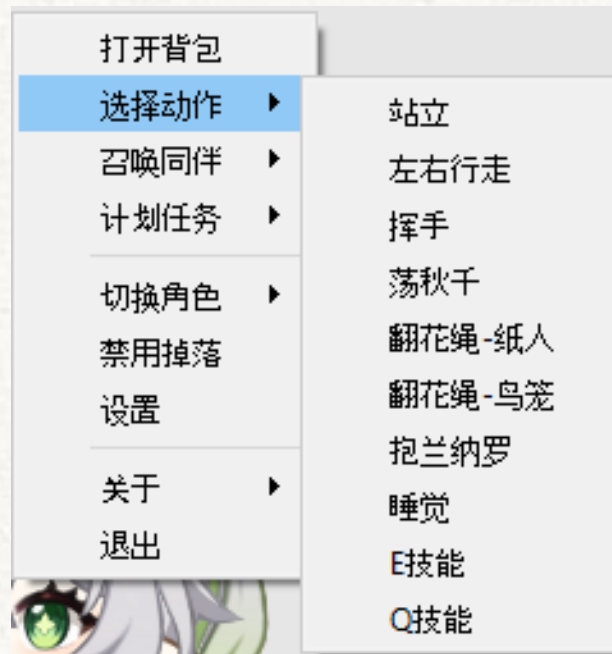 打开背包
选择动作
召唤同伴
计划任务
切换角色
禁用掉落
设置
关于
退出
站立
左右行走
挥手
荡秋千
翻花绳-纸人
翻花绳-鸟笼
抱兰纳罗
睡觉
E技能
Q技能